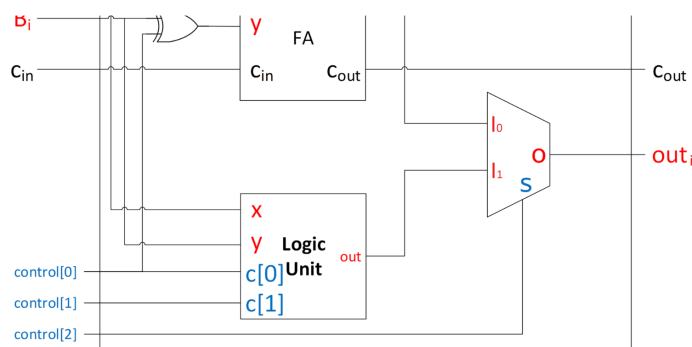 Bi
y
FA
cin
cin
cout
cout
I0
I1
O
outi
S
x
y
Logic
Unit
out
control[0]
c[0]
control[1]
c[1]
control[2]